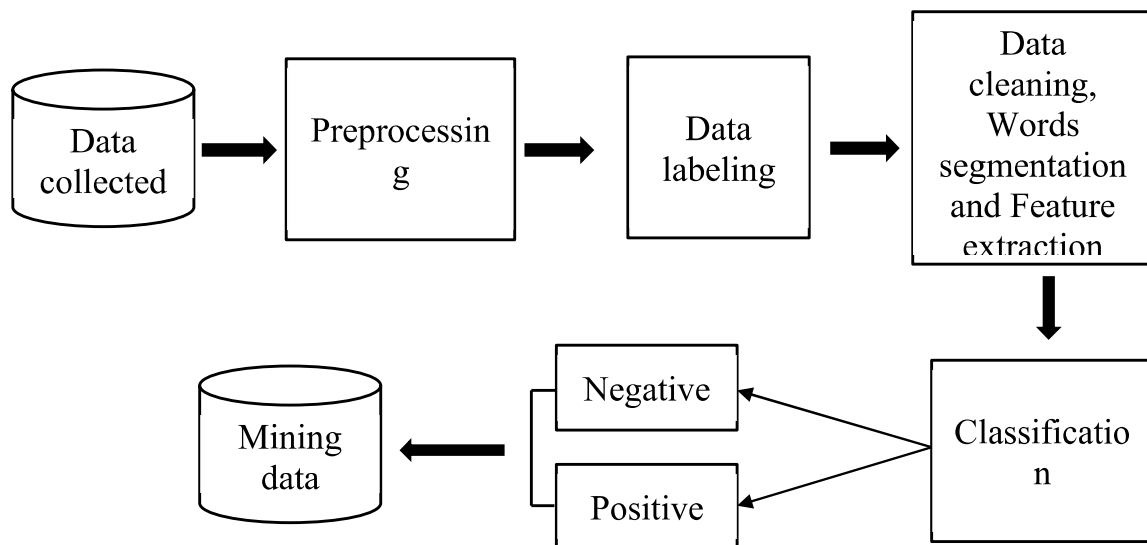 Data
collected
Preprocessin
g
Data
labeling
Data
cleaning,
Words
segmentation
and Feature
extraction
Negative
Positive
Classificatio
n
Mining
data